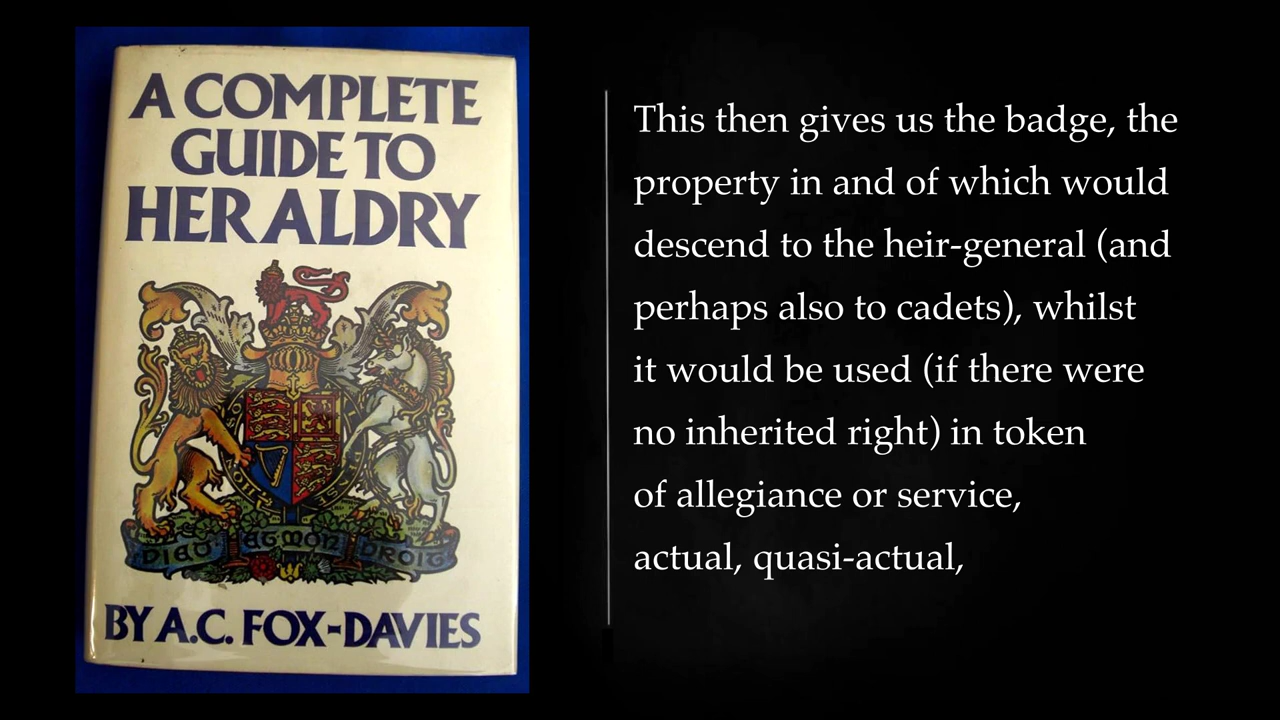 A COMPLETE
GUIDE TO
HERALDRY
DIEU ET MON DROIT
BY A.C. FOX-DAVIES
This then gives us the badge, the
property in and of which would
descend to the heir-general (and
perhaps also to cadets), whilst
it would be used (if there were
no inherited right) in token
of allegiance or service,
actual, quasi-actual,